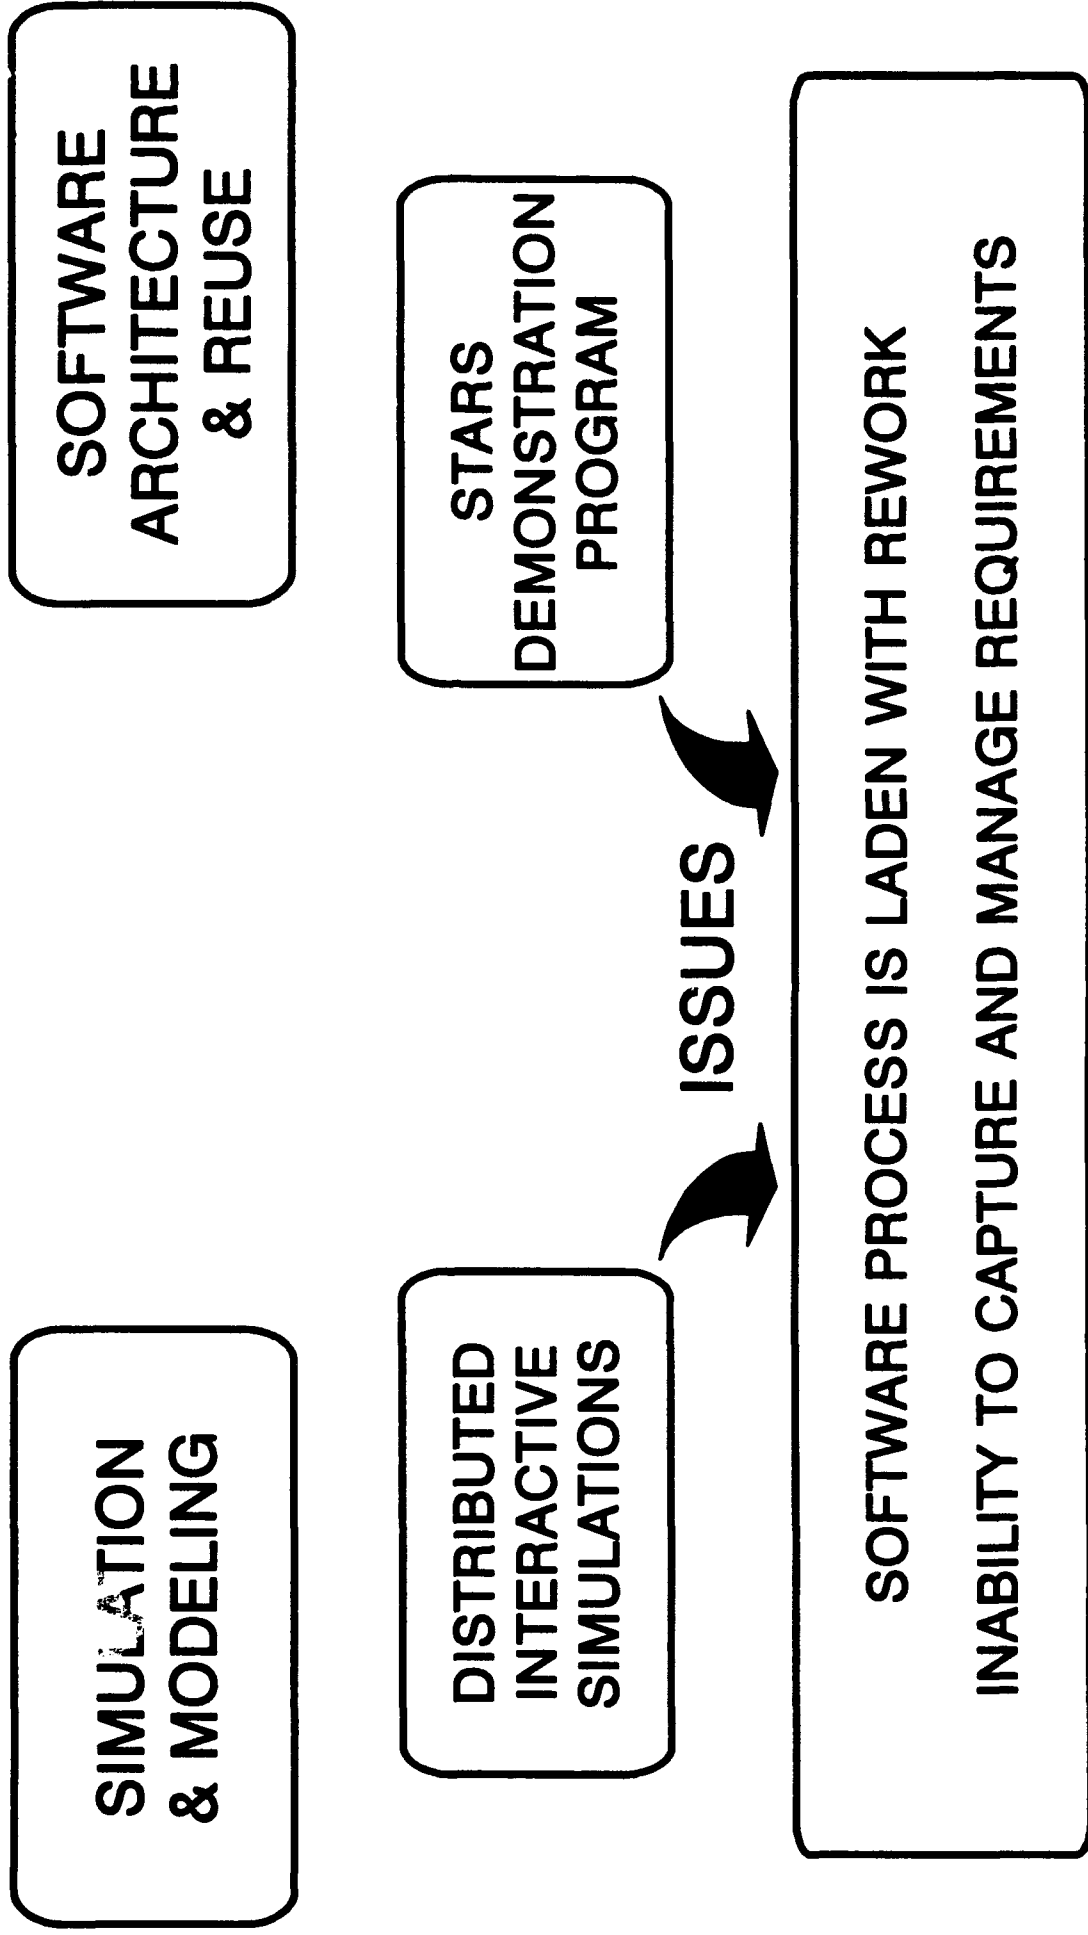 SIMULATION
& MODELING
SOFTWARE
ARCHITECTURE
& REUSE
DISTRIBUTED
INTERACTIVE
SIMULATIONS
STARS
DEMONSTRATION
PROGRAM
ISSUES
SOFTWARE PROCESS IS LADEN WITH REWORK
INABILITY TO CAPTURE AND MANAGE REQUIREMENTS